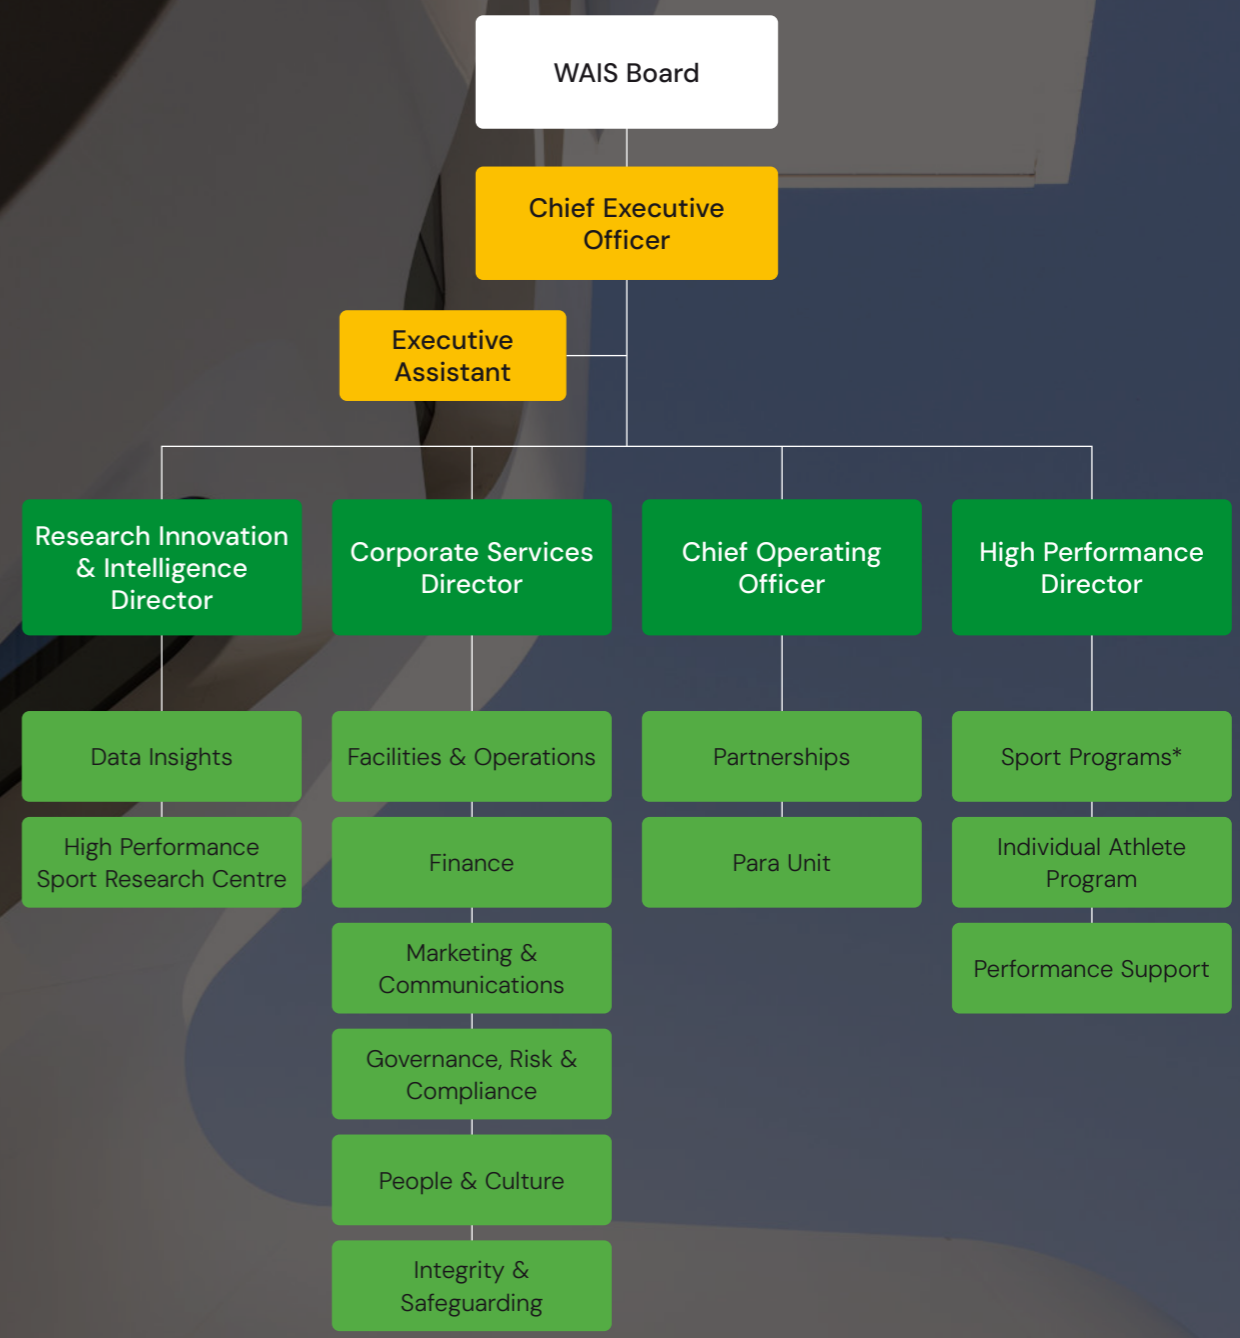 WAIS Board
Chief Executive
Officer
Executive
Assistant
Research Innovation
& Intelligence
Director
Corporate Services
Director
Chief Operating
Officer
High Performance
Director
Data Insights
High Performance
Sport Research Centre
Facilities & Operations
Finance
Marketing &
Communications
Governance, Risk &
Compliance
People & Culture
Integrity &
Safeguarding
Partnerships
Para Unit
Sport Programs*
Individual Athlete
Program
Performance Support